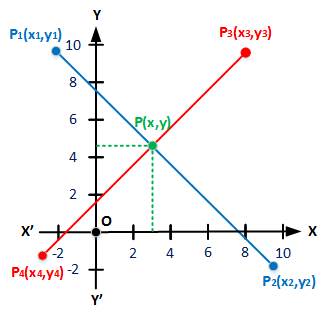 Y
P1(x1,y1)
P3(x3,y3)
10
8
6
P(x,y)
4
2
O
X’ -2 2 4 6 8 10 X
P4(x4,y4) -2
P2(x2,y2)
Y’